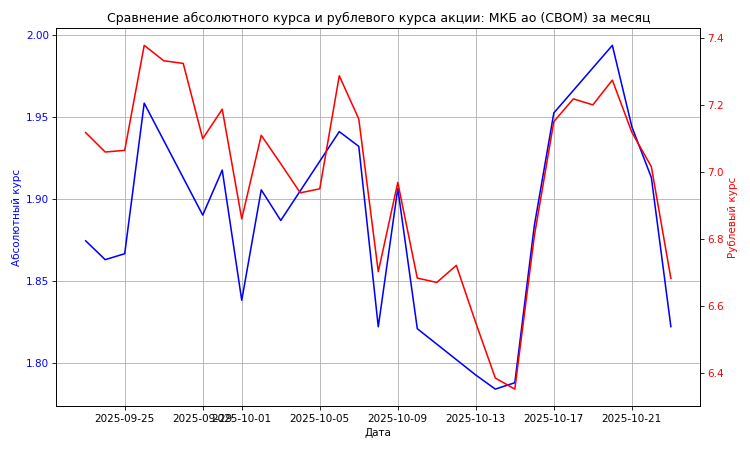 Сравнение абсолютного курса и рублевого курса акции: МКБ ао (CBOM) за месяц
2.00
1.95
1.90
1.85
1.80
Абсолютный курс
7.4
7.2
7.0
6.8
6.6
6.4
Рублевый курс
2025-09-25 2025-09-29 2025-10-01 2025-10-05 2025-10-09 2025-10-13 2025-10-17 2025-10-21
Дата